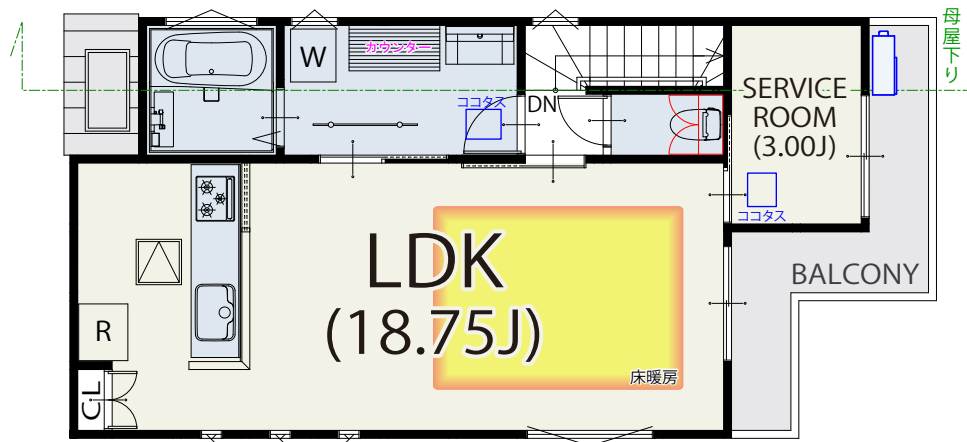 母屋下り
W
カウンター
ココタス
DN
SERVICE
ROOM
(3.00J)
ココタス
LDK
(18.75J)
BALCONY
R
床暖房
CL